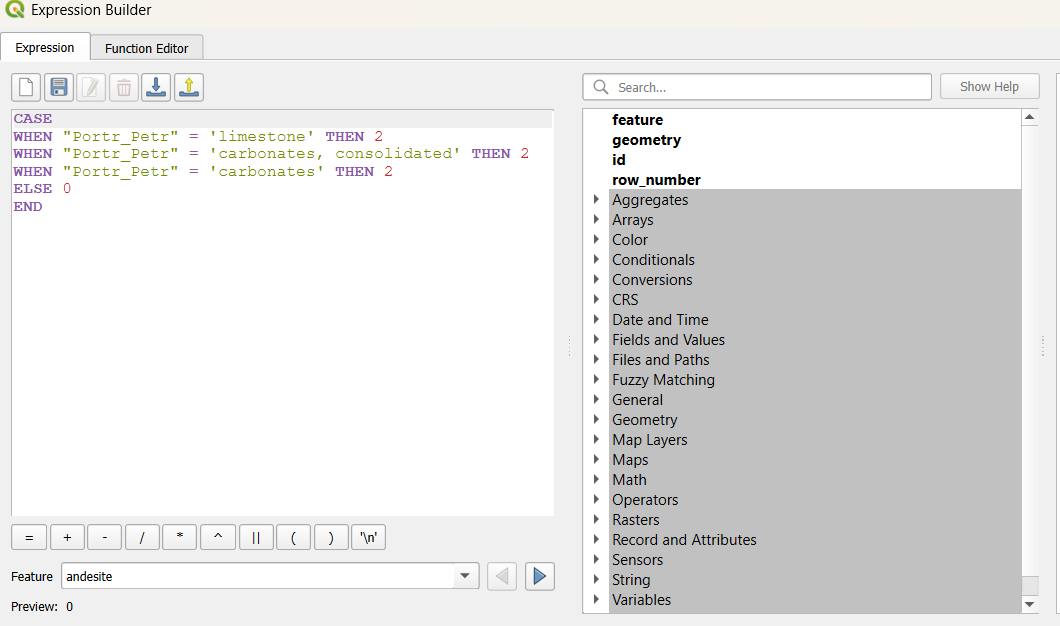 Expression Builder
Expression
Function Editor
Search...
Show Help
CASE
WHEN "Portr_Petr" = 'limestone' THEN 2
WHEN "Portr_Petr" = 'carbonates, consolidated' THEN 2
WHEN "Portr_Petr" = 'carbonates' THEN 2
ELSE 0
END
feature
geometry
id
row_number
Aggregates
Arrays
Color
Conditionals
Conversions
CRS
Date and Time
Fields and Values
Files and Paths
Fuzzy Matching
General
Geometry
Map Layers
Maps
Math
Operators
Rasters
Record and Attributes
Sensors
String
Variables
= + - / * ^ || ( ) '\n'
Feature andesite
Preview: 0